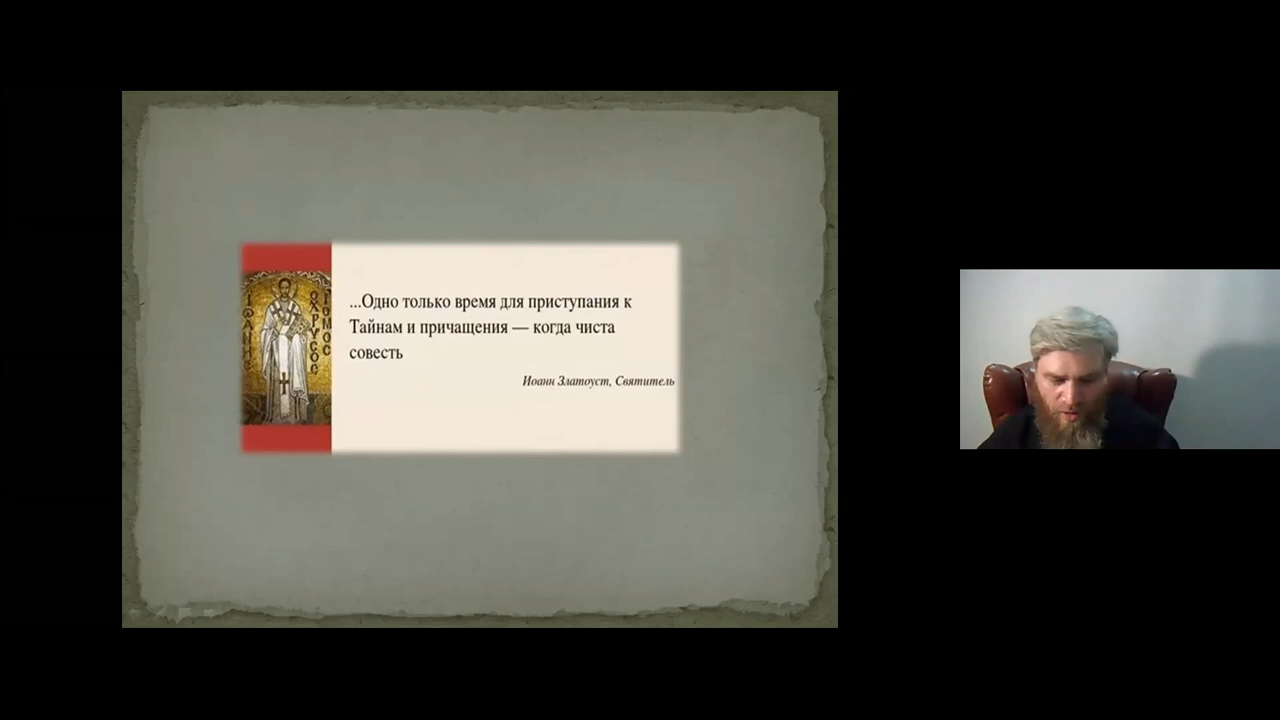 ...Одно только время для приступания к
Тайнам и причащения — когда чиста
совесть
Иоанн Златоуст, Святитель